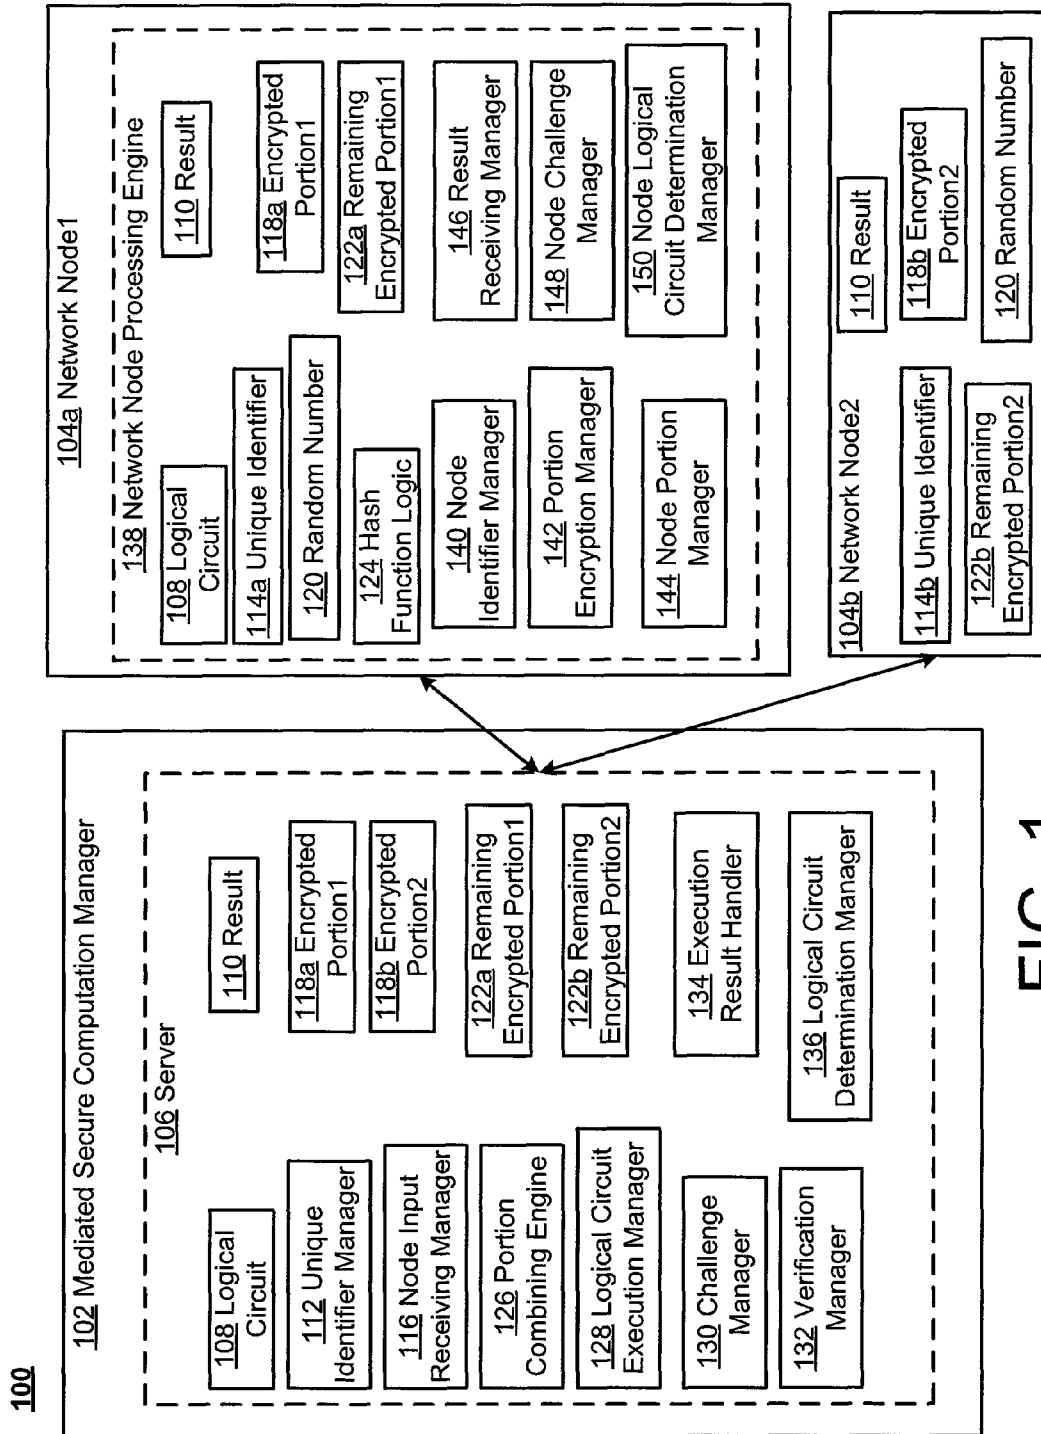 100
102 Mediated Secure Computation Manager
106 Server
108 Logical
Circuit
110 Result
112 Unique
Identifier Manager
118a Encrypted
Portion1
116 Node Input
Receiving Manager
118b Encrypted
Portion2
126 Portion
Combining Engine
122a Remaining
Encrypted Portion1
128 Logical Circuit
Execution Manager
122b Remaining
Encrypted Portion2
130 Challenge
Manager
134 Execution
Result Handler
132 Verification
Manager
136 Logical Circuit
Determination Manager
104a Network Node1
138 Network Node Processing Engine
108 Logical
Circuit
110 Result
114a Unique Identifier
118a Encrypted
Portion1
120 Random Number
122a Remaining
Encrypted Portion1
124 Hash
Function Logic
140 Node
Identifier Manager
146 Result
Receiving Manager
142 Portion
Encryption Manager
148 Node Challenge
Manager
144 Node Portion
Manager
150 Node Logical
Circuit Determination
Manager
104b Network Node2
110 Result
114b Unique Identifier
118b Encrypted
Portion2
122b Remaining
Encrypted Portion2
120 Random Number
FIG. 1